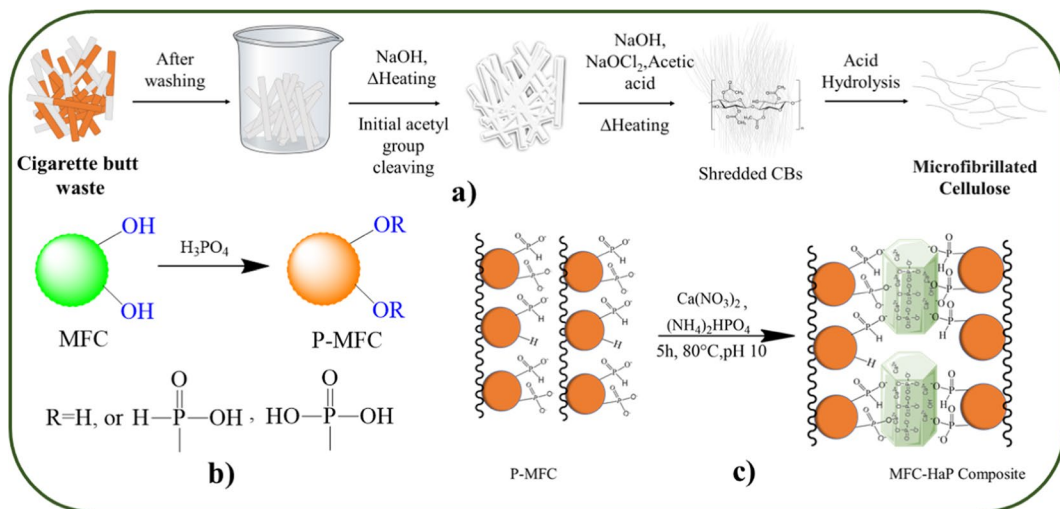 Cigarette butt
waste
After
washing
NaOH,
ΔHeating
Initial acetyl
group
cleaving
NaOH,
NaOCl₂,Acetic
acid
ΔHeating
Shredded CBs
Acid
Hydrolysis
Microfibrillated
Cellulose
a)
OH
OH
MFC
H₃PO₄
OR
OR
P-MFC
R=H, or H-P-OH , HO-P-OH
O
O
b)
P-MFC
Ca(NO₃)₂ ,
(NH₄)₂HPO₄
5h, 80°C,pH 10
c)
MFC-HaP Composite